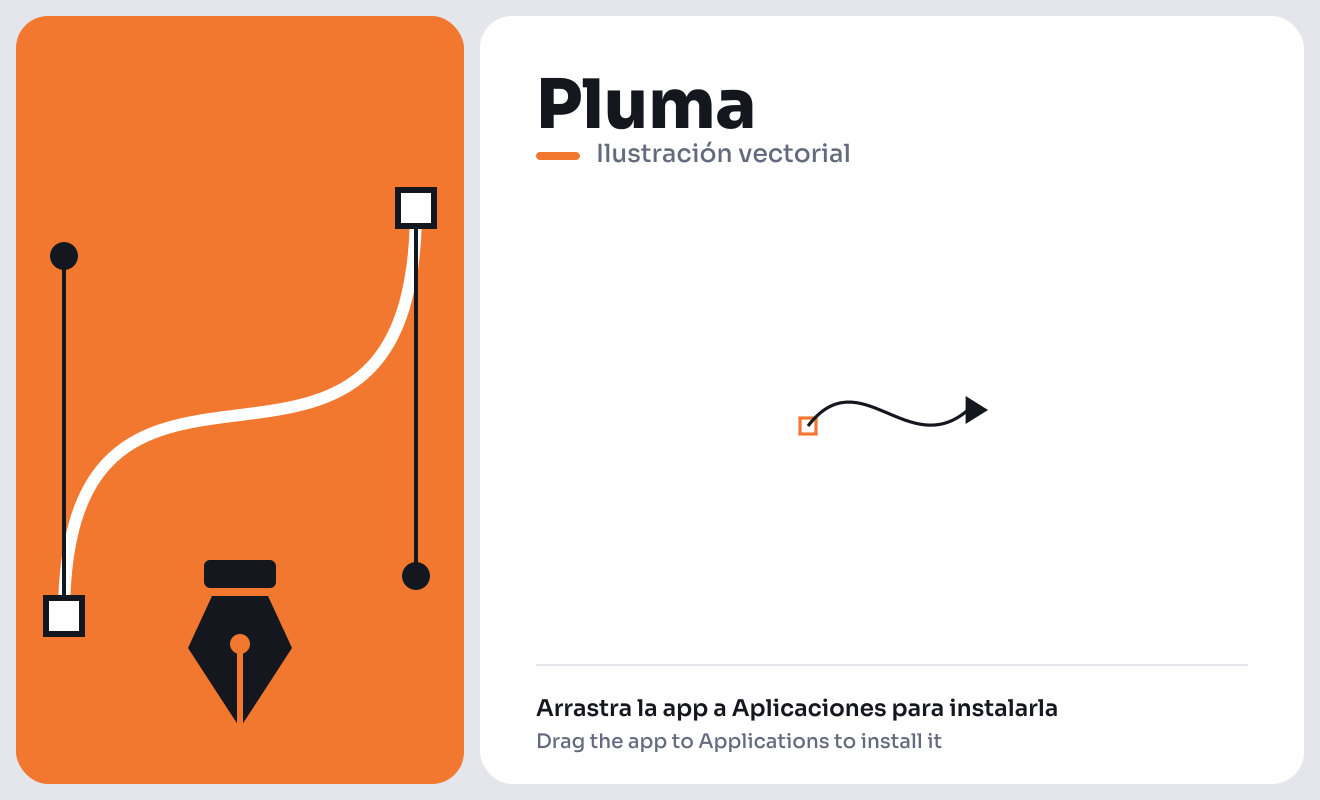 Pluma
Ilustración vectorial
Arrastra la app a Aplicaciones para instalarla
Drag the app to Applications to install it